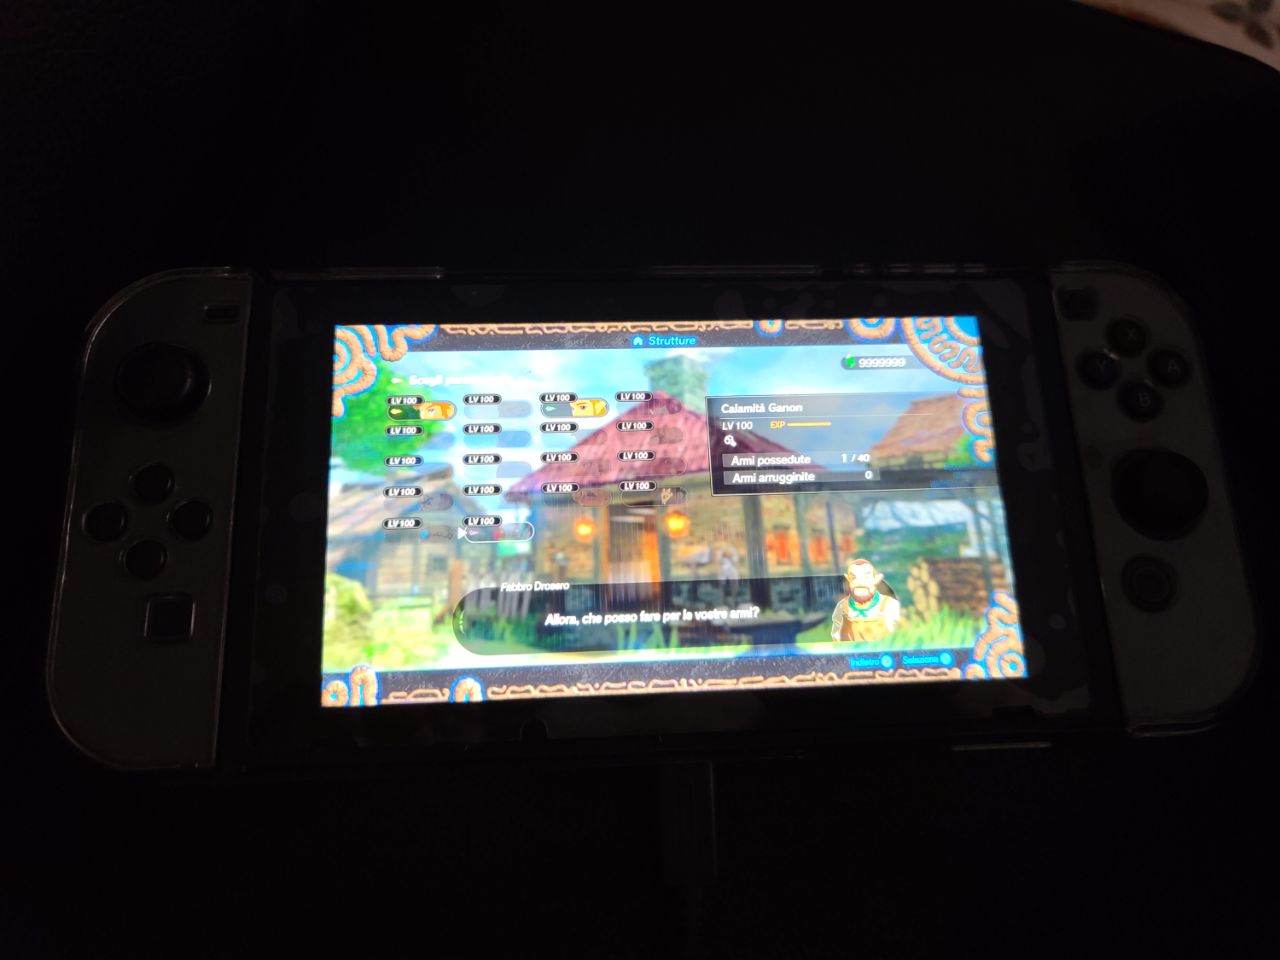 Strutture
9999999
LV 100 LV 100 LV 100 LV 100
LV 100 LV 100 LV 100 LV 100
LV 100 LV 100 LV 100 LV 100
LV 100 LV 100 LV 100 LV 100
LV 100 LV 100
Calamità Ganon
LV 100 EXP
Armi possedute 1 / 40
Armi arrugginite 0
Fabbro Drosero
Allora, che posso fare per le vostre armi?
Indietro Seleziona
X
Y A
B